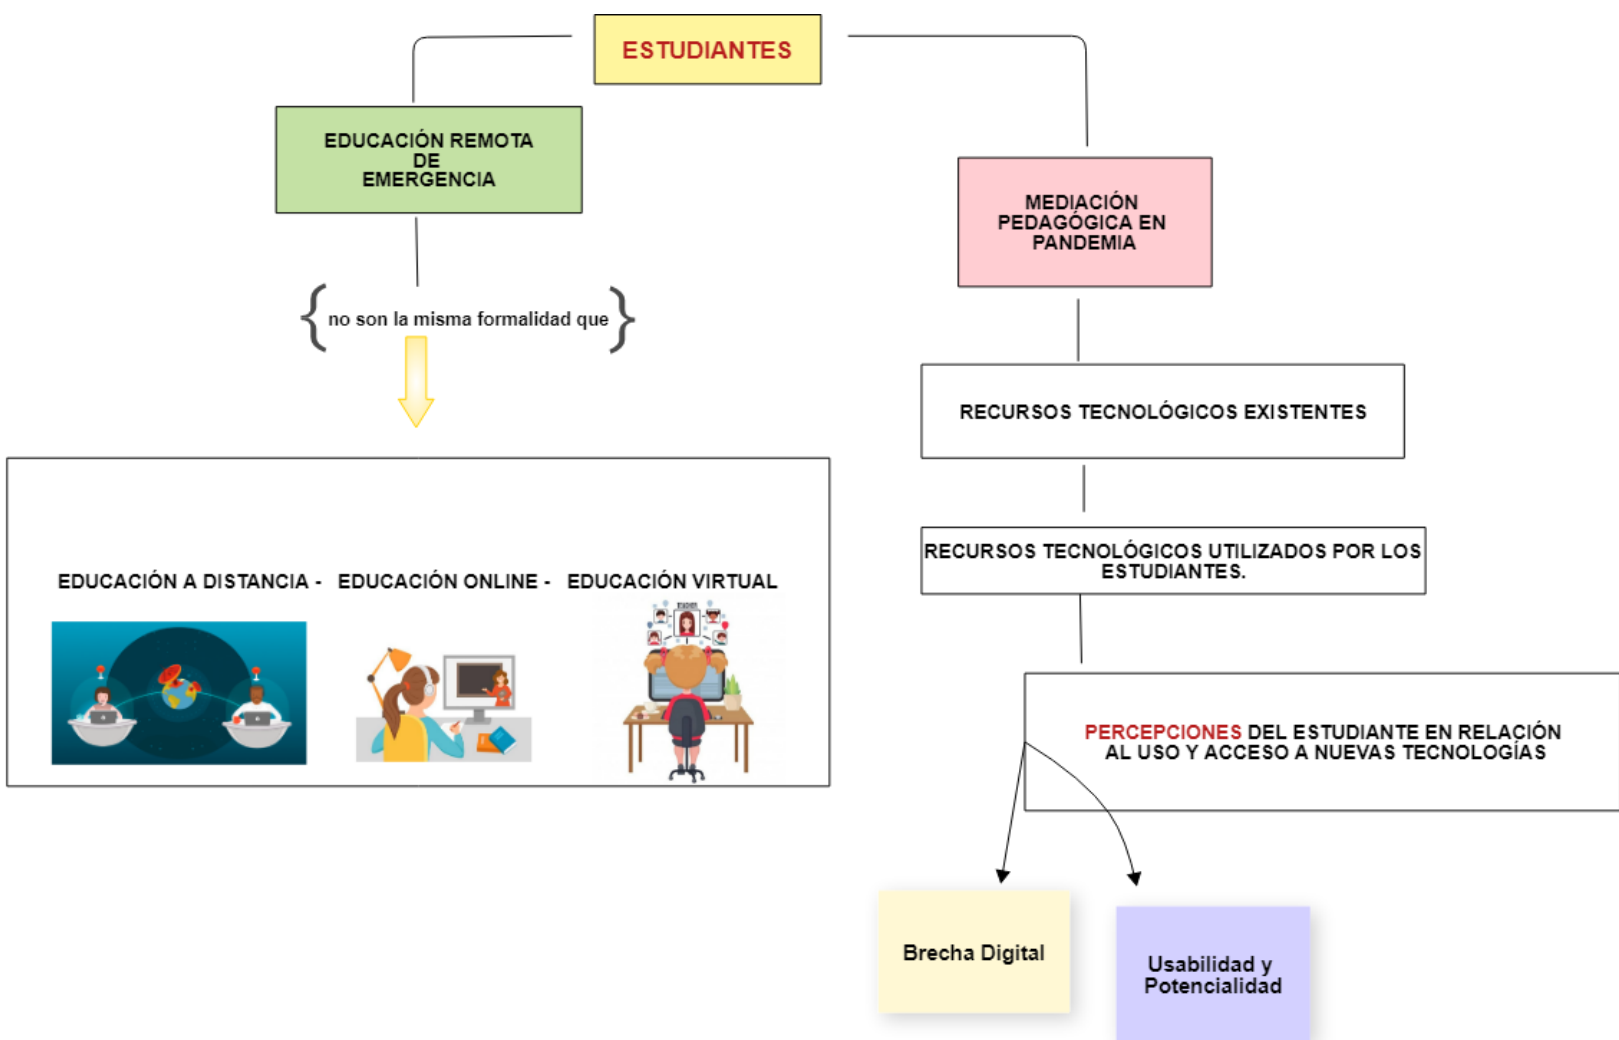 ESTUDIANTES
EDUCACIÓN REMOTA
DE
EMERGENCIA
no son la misma formalidad que
EDUCACIÓN A DISTANCIA - EDUCACIÓN ONLINE - EDUCACIÓN VIRTUAL
MEDIACIÓN
PEDAGÓGICA EN
PANDEMIA
RECURSOS TECNOLÓGICOS EXISTENTES
RECURSOS TECNOLÓGICOS UTILIZADOS POR LOS
ESTUDIANTES.
PERCEPCIONES DEL ESTUDIANTE EN RELACIÓN
AL USO Y ACCESO A NUEVAS TECNOLOGÍAS
Brecha Digital
Usabilidad y
Potencialidad